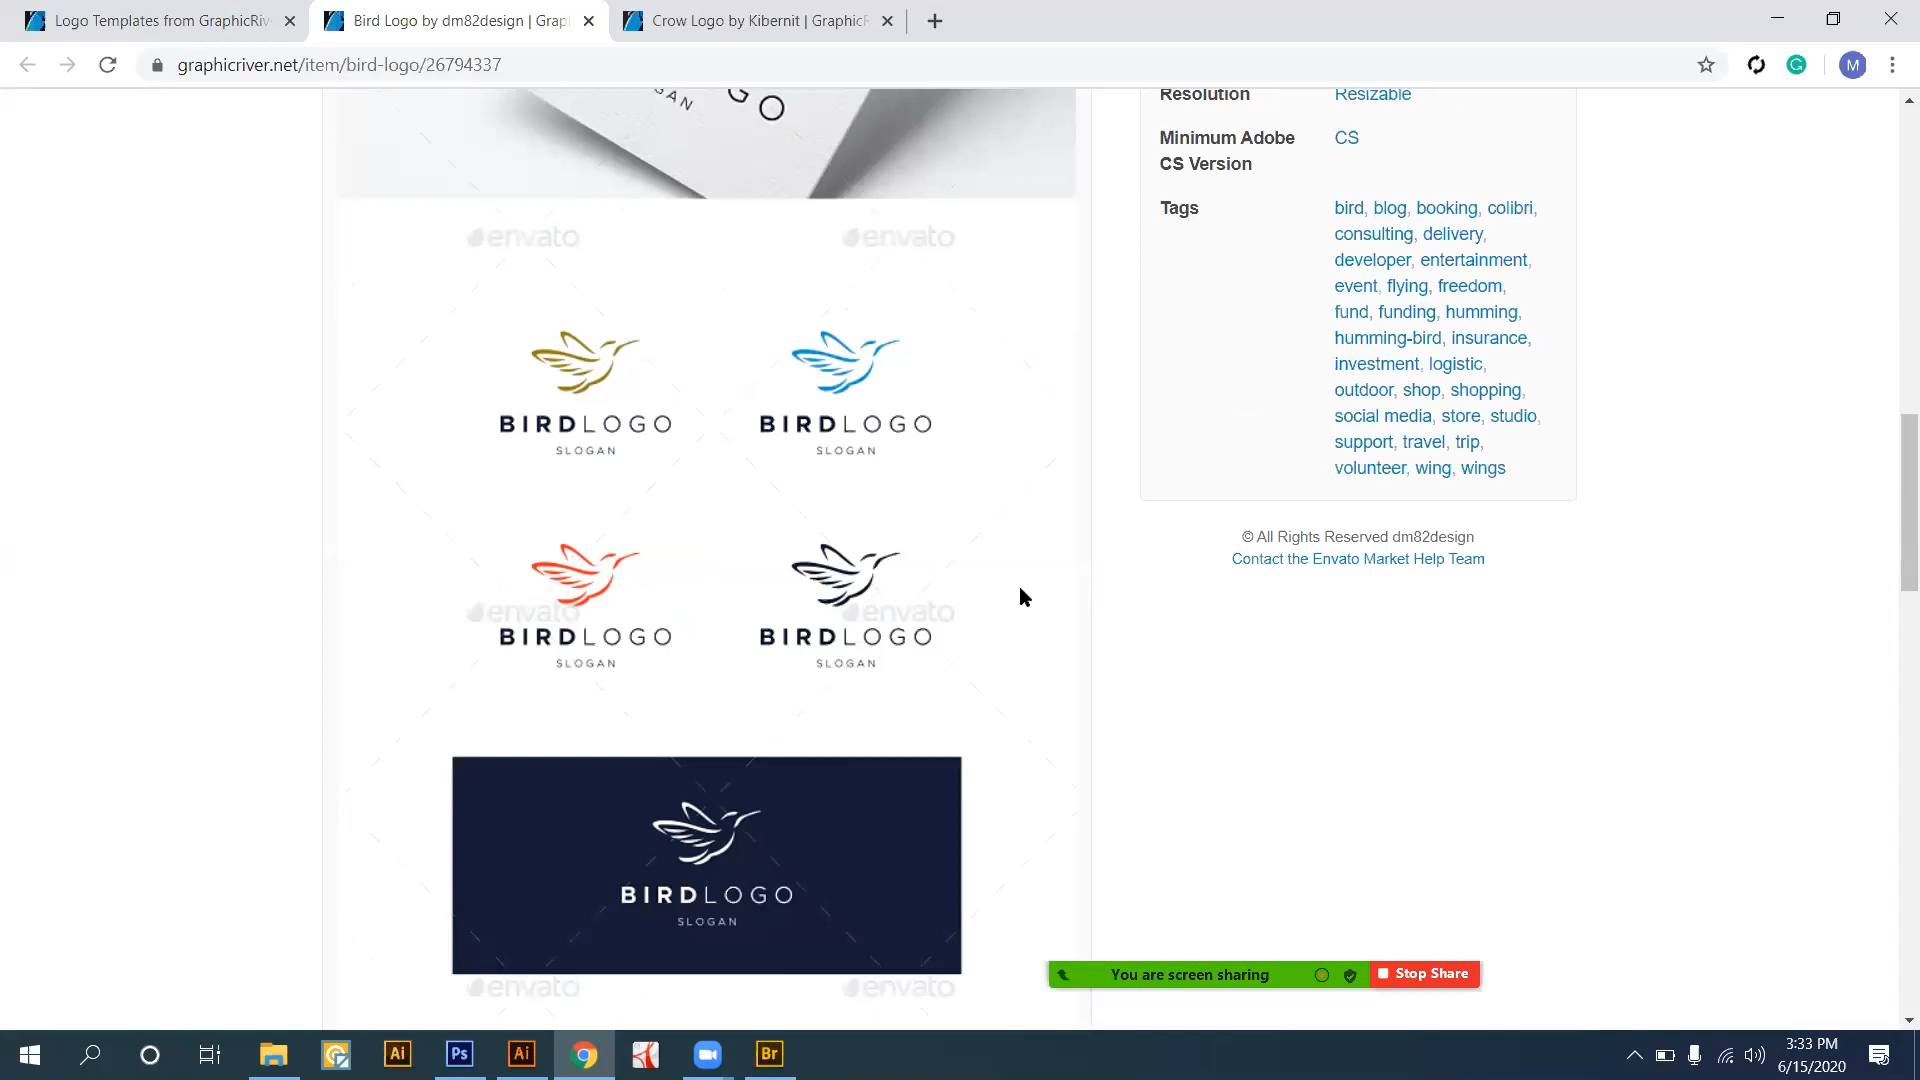 Logo Templates from GraphicRiv
Bird Logo by dm82design | Grap
Crow Logo by Kibernit | GraphicR
graphicriver.net/item/bird-logo/26794337
M
GAN
GO
Resolution Resizable
Minimum Adobe CS
CS Version
Tags bird, blog, booking, colibri,
consulting, delivery,
developer, entertainment,
event, flying, freedom,
fund, funding, humming,
humming-bird, insurance,
investment, logistic,
outdoor, shop, shopping,
social media, store, studio,
support, travel, trip,
volunteer, wing, wings
© All Rights Reserved dm82design
Contact the Envato Market Help Team
envato envato
BIRDLOGO BIRDLOGO
SLOGAN SLOGAN
envato envato
BIRDLOGO BIRDLOGO
SLOGAN SLOGAN
BIRDLOGO
SLOGAN
envato envato
You are screen sharing Stop Share
Ai Ps Ai Br
3:33 PM
6/15/2020